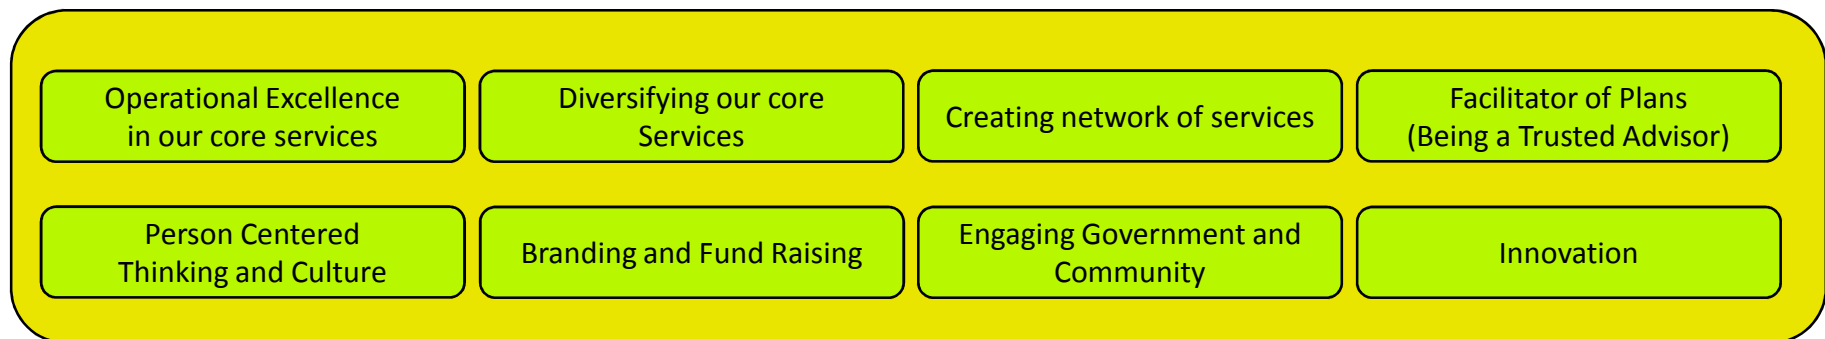 Operational Excellence
in our core services
Diversifying our core
Services
Creating network of services
Facilitator of Plans
(Being a Trusted Advisor)
Person Centered
Thinking and Culture
Branding and Fund Raising
Engaging Government and
Community
Innovation